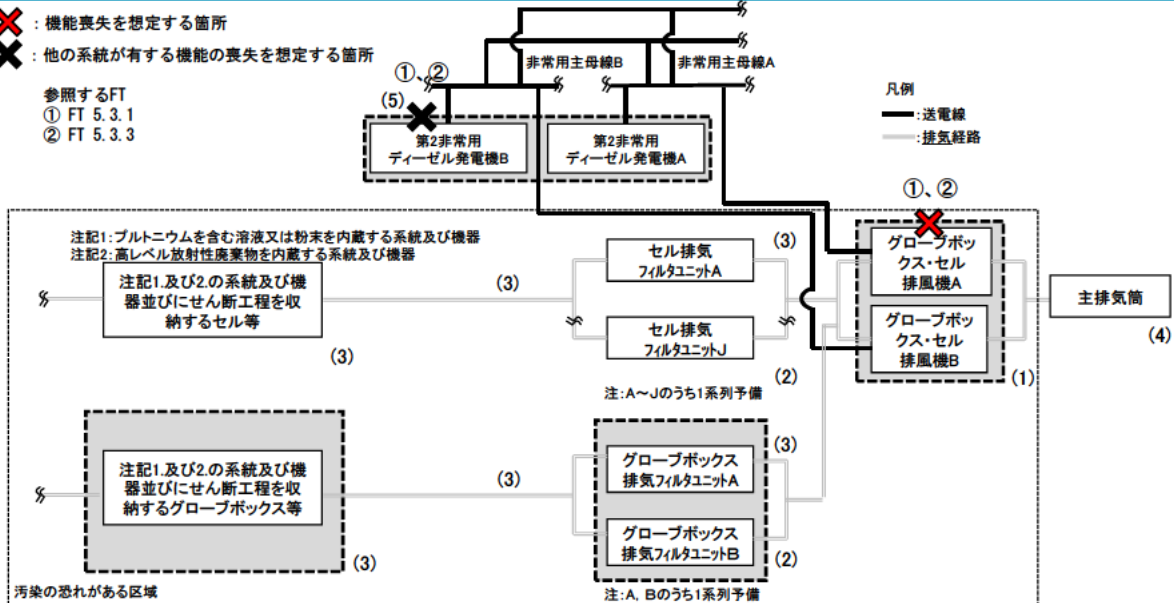 ：機能喪失を想定する箇所
：他の系統が有する機能の喪失を想定する箇所
参照するFT
① FT 5.3.1
② FT 5.3.3
非常用主母線B
非常用主母線A
①、②
(5)
第2非常用
ディーゼル発電機B
第2非常用
ディーゼル発電機A
凡例
：送電線
：排気経路
①、②
注記1：プルトニウムを含む溶液又は粉末を内蔵する系統及び機器
注記2：高レベル放射性廃棄物を内蔵する系統及び機器
注記1.及び2.の系統及び機
器並びにせん断工程を収
納するセル等
(3)
(3)
セル排気
フィルタユニットA
(3)
セル排気
フィルタユニットJ
(2)
注：A～Jのうち1系列予備
グローブボッ
クス・セル
排風機A
グローブボッ
クス・セル
排風機B
(1)
主排気筒
(4)
注記1.及び2.の系統及び機
器並びにせん断工程を収
納するグローブボックス等
(3)
(3)
グローブボックス
排気フィルタユニットA
(3)
グローブボックス
排気フィルタユニットB
(2)
注：A, Bのうち1系列予備
汚染の恐れがある区域